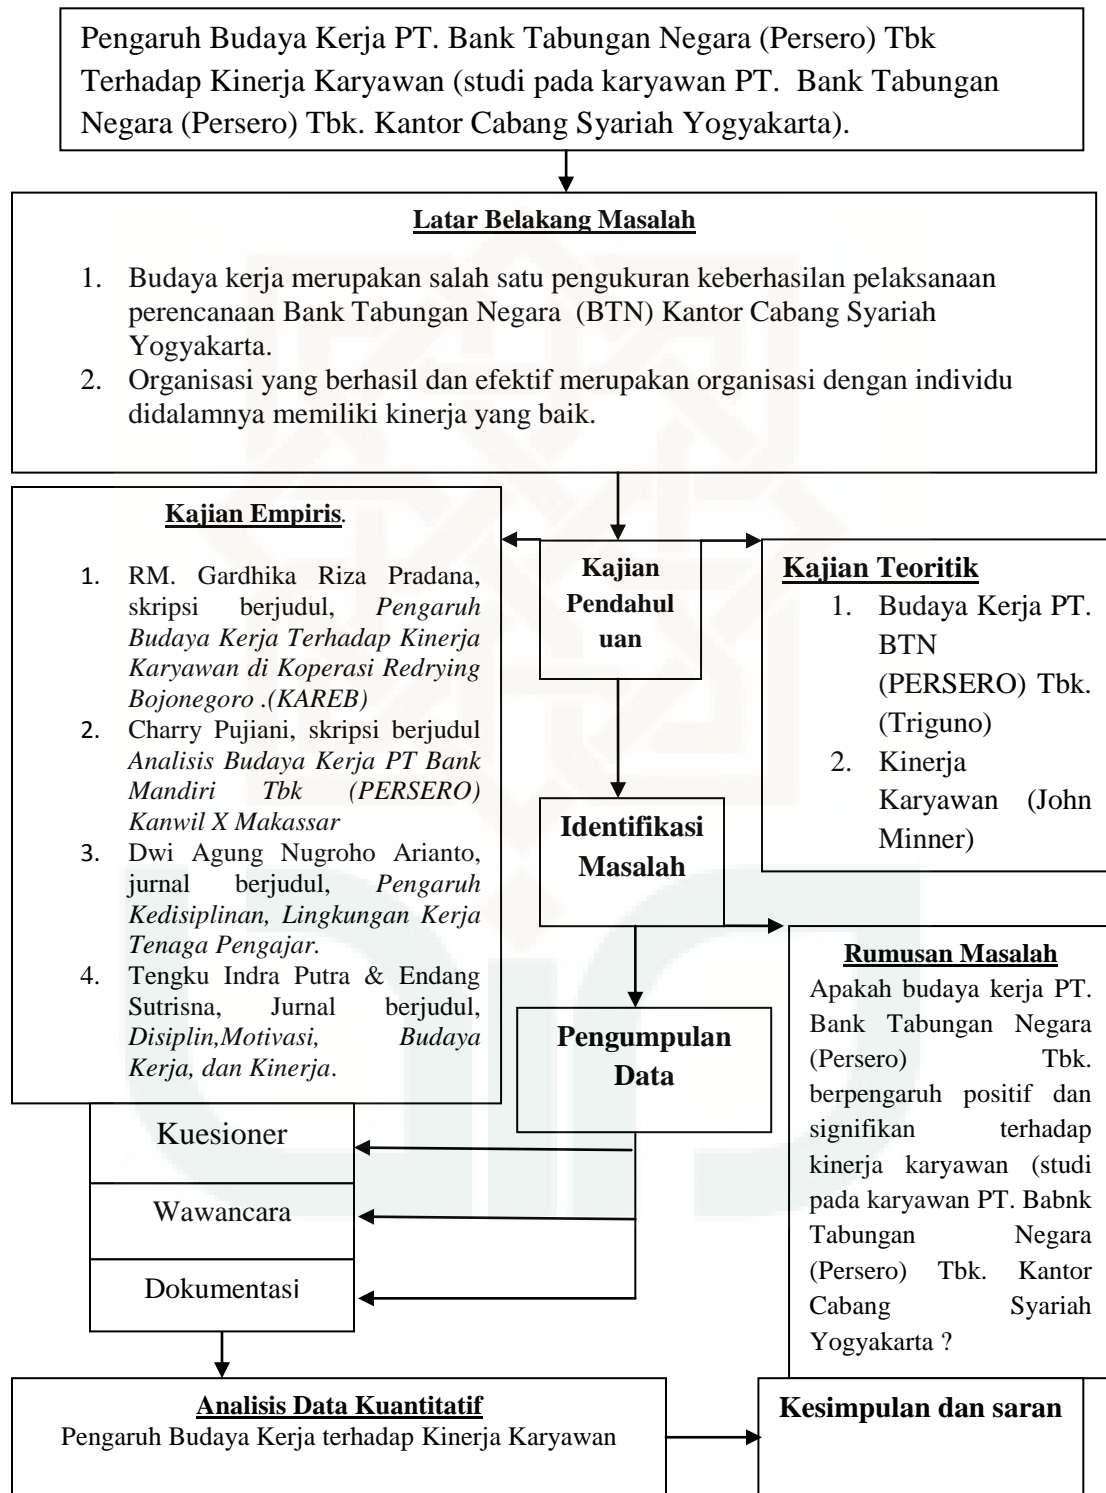 Pengaruh Budaya Kerja PT. Bank Tabungan Negara (Persero) Tbk
Terhadap Kinerja Karyawan (studi pada karyawan PT. Bank Tabungan
Negara (Persero) Tbk. Kantor Cabang Syariah Yogyakarta).
Latar Belakang Masalah
1. Budaya kerja merupakan salah satu pengukuran keberhasilan pelaksanaan
perencanaan Bank Tabungan Negara (BTN) Kantor Cabang Syariah
Yogyakarta.
2. Organisasi yang berhasil dan efektif merupakan organisasi dengan individu
didalamnya memiliki kinerja yang baik.
Kajian Empiris.
1. RM. Gardhika Riza Pradana,
skripsi berjudul, Pengaruh
Budaya Kerja Terhadap Kinerja
Karyawan di Koperasi Redrying
Bojonegoro .(KAREB)
2. Charry Pujiani, skripsi berjudul
Analisis Budaya Kerja PT Bank
Mandiri Tbk (PERSERO)
Kanwil X Makassar
3. Dwi Agung Nugroho Arianto,
jurnal berjudul, Pengaruh
Kedisiplinan, Lingkungan Kerja
Tenaga Pengajar.
4. Tengku Indra Putra & Endang
Sutrisna, Jurnal berjudul,
Disiplin,Motivasi, Budaya
Kerja, dan Kinerja.
Kajian
Pendahul
uan
Kajian Teoritik
1. Budaya Kerja PT.
BTN
(PERSERO) Tbk.
(Triguno)
2. Kinerja
Karyawan (John
Minner)
Identifikasi
Masalah
Rumusan Masalah
Apakah budaya kerja PT.
Bank Tabungan Negara
(Persero) Tbk.
berpengaruh positif dan
signifikan terhadap
kinerja karyawan (studi
pada karyawan PT. Babnk
Tabungan Negara
(Persero) Tbk. Kantor
Cabang Syariah
Yogyakarta ?
Pengumpulan
Data
Kuesioner
Wawancara
Dokumentasi
Analisis Data Kuantitatif
Pengaruh Budaya Kerja terhadap Kinerja Karyawan
Kesimpulan dan saran